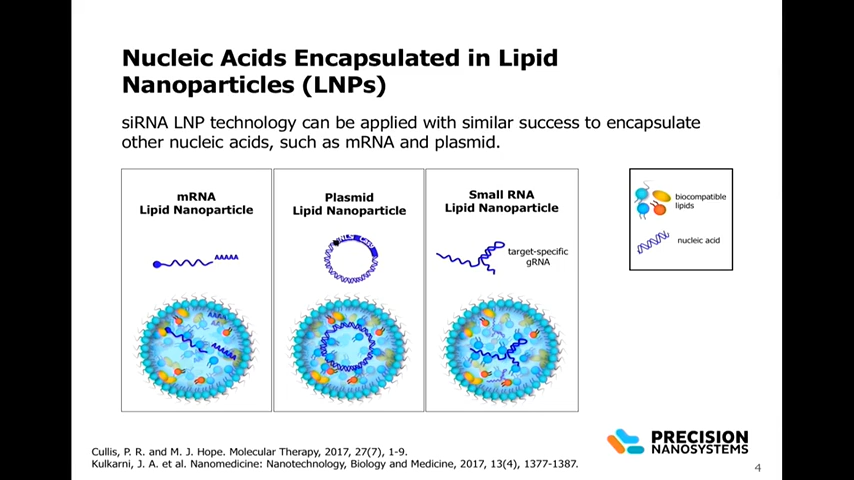 Nucleic Acids Encapsulated in Lipid
Nanoparticles (LNPs)
siRNA LNP technology can be applied with similar success to encapsulate
other nucleic acids, such as mRNA and plasmid.
mRNA
Lipid Nanoparticle
AAAAA
AAAA
AA
AAAAAA
Plasmid
Lipid Nanoparticle
Small RNA
Lipid Nanoparticle
target-specific
gRNA
biocompatible
lipids
nucleic acid
Cullis, P. R. and M. J. Hope. Molecular Therapy, 2017, 27(7), 1-9.
Kulkarni, J. A. et al. Nanomedicine: Nanotechnology, Biology and Medicine, 2017, 13(4), 1377-1387.
PRECISION
NANOSYSTEMS
4